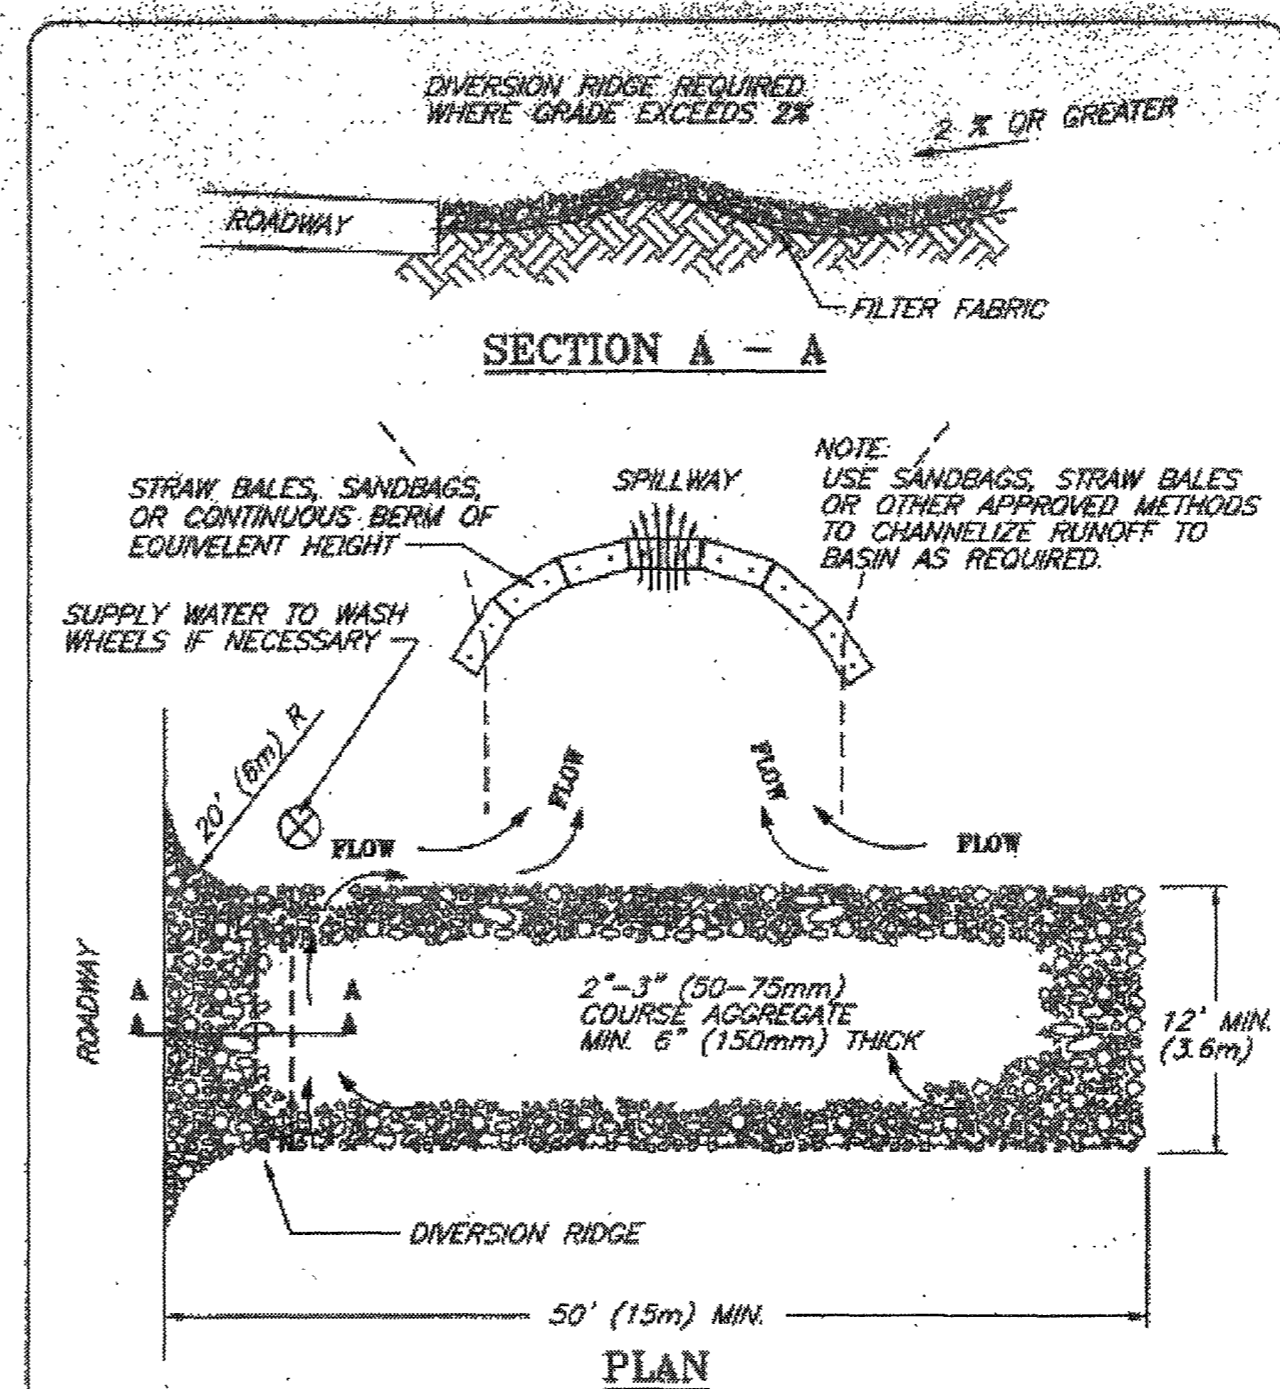 DIVERSION RIDGE REQUIRED
WHERE GRADE EXCEEDS 2%
2 % OR GREATER
ROADWAY
FILTER FABRIC
SECTION A - A
STRAW BALES, SANDBAGS,
OR CONTINUOUS BERM OF
EQUIVELENT HEIGHT
SPILLWAY
NOTE:
USE SANDBAGS, STRAW BALES
OR OTHER APPROVED METHODS
TO CHANNELIZE RUNOFF TO
BASIN AS REQUIRED.
SUPPLY WATER TO WASH
WHEELS IF NECESSARY
20' (6m) R
FLOW
FLOW
FLOW
FLOW
ROADWAY
A
A
A
A
2"-3" (50-75mm)
COURSE AGGREGATE
MIN. 6" (150mm) THICK
12' MIN.
(3.6m)
DIVERSION RIDGE
50' (15m) MIN.
PLAN